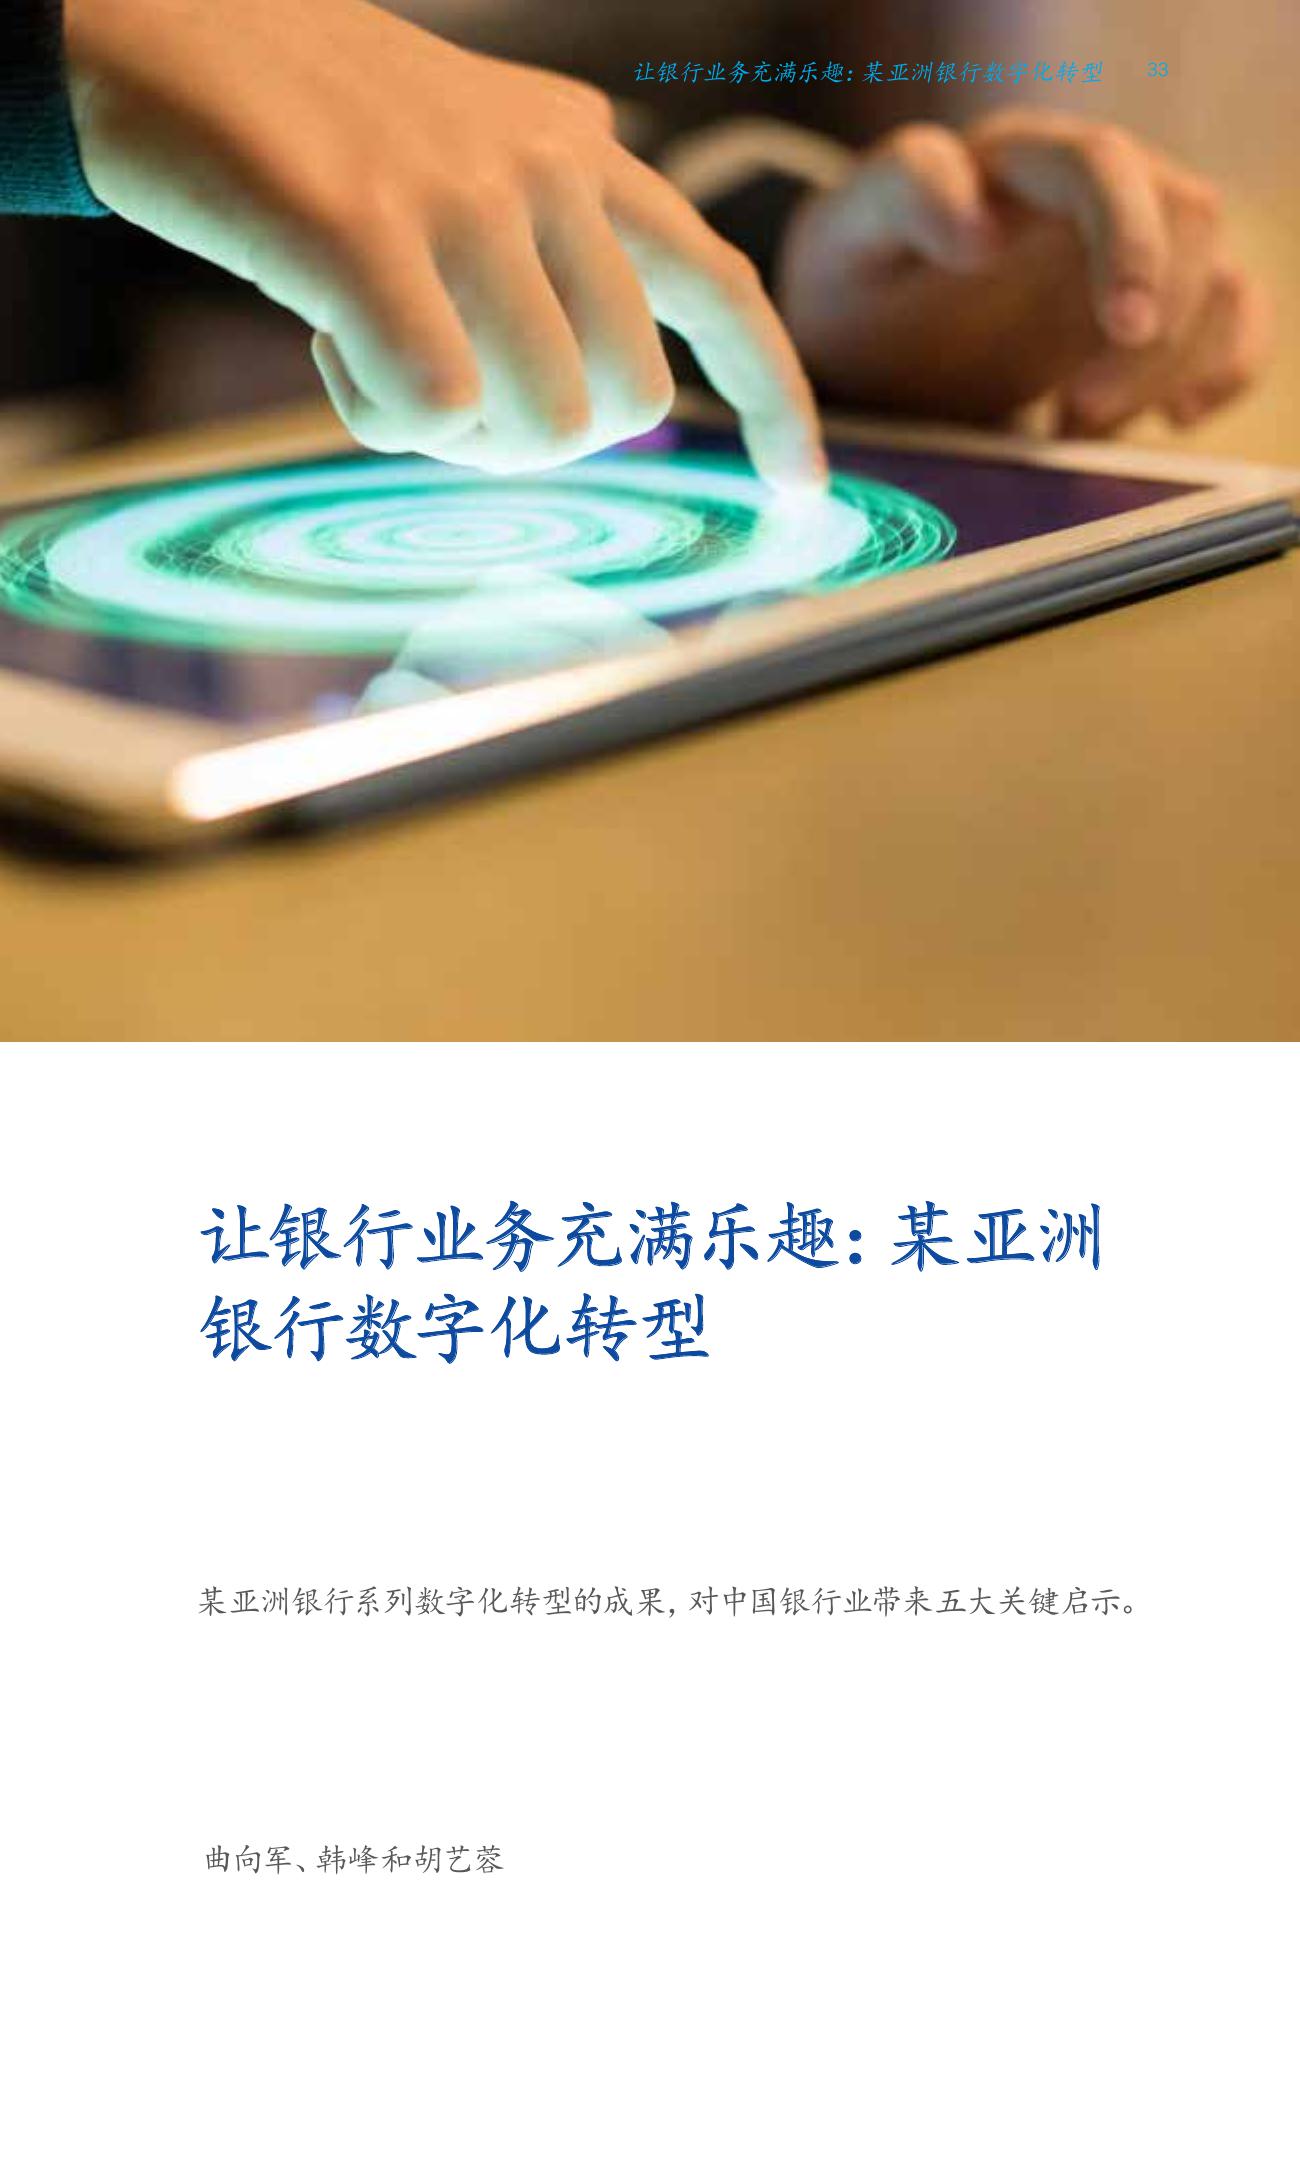 让银行业务充满乐趣：某亚洲银行数字化转型 33
让银行业务充满乐趣：某亚洲
银行数字化转型
某亚洲银行系列数字化转型的成果，对中国银行业带来五大关键启示。
曲向军、韩峰和胡艺蓉